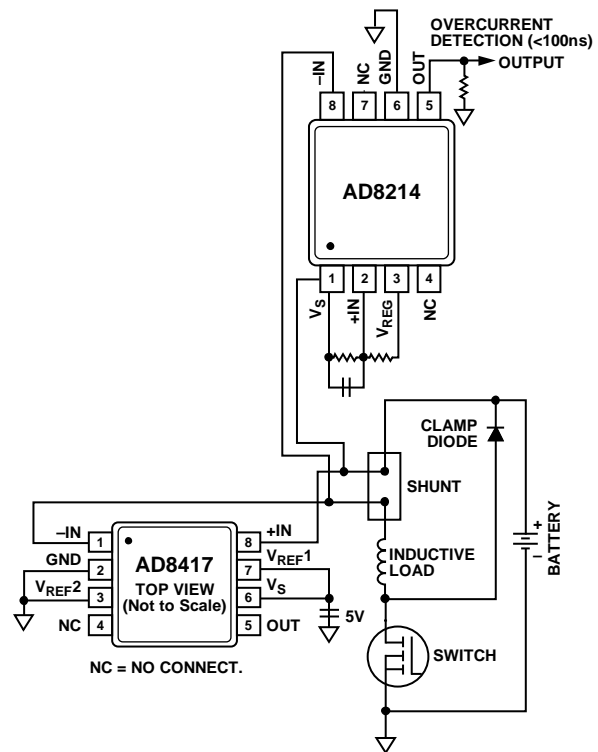 OVERCURRENT
DETECTION (<100ns)
OUTPUT
–IN
NC
GND
OUT
8
7
6
5
AD8214
1
2
3
4
VS
+IN
VREG
NC
CLAMP
DIODE
SHUNT
BATTERY
+
–
INDUCTIVE
LOAD
SWITCH
–IN
1
8
+IN
GND
2
AD8417
7
VREF1
VREF2
3
TOP VIEW
(Not to Scale)
6
VS
NC
4
5
OUT
5V
NC = NO CONNECT.